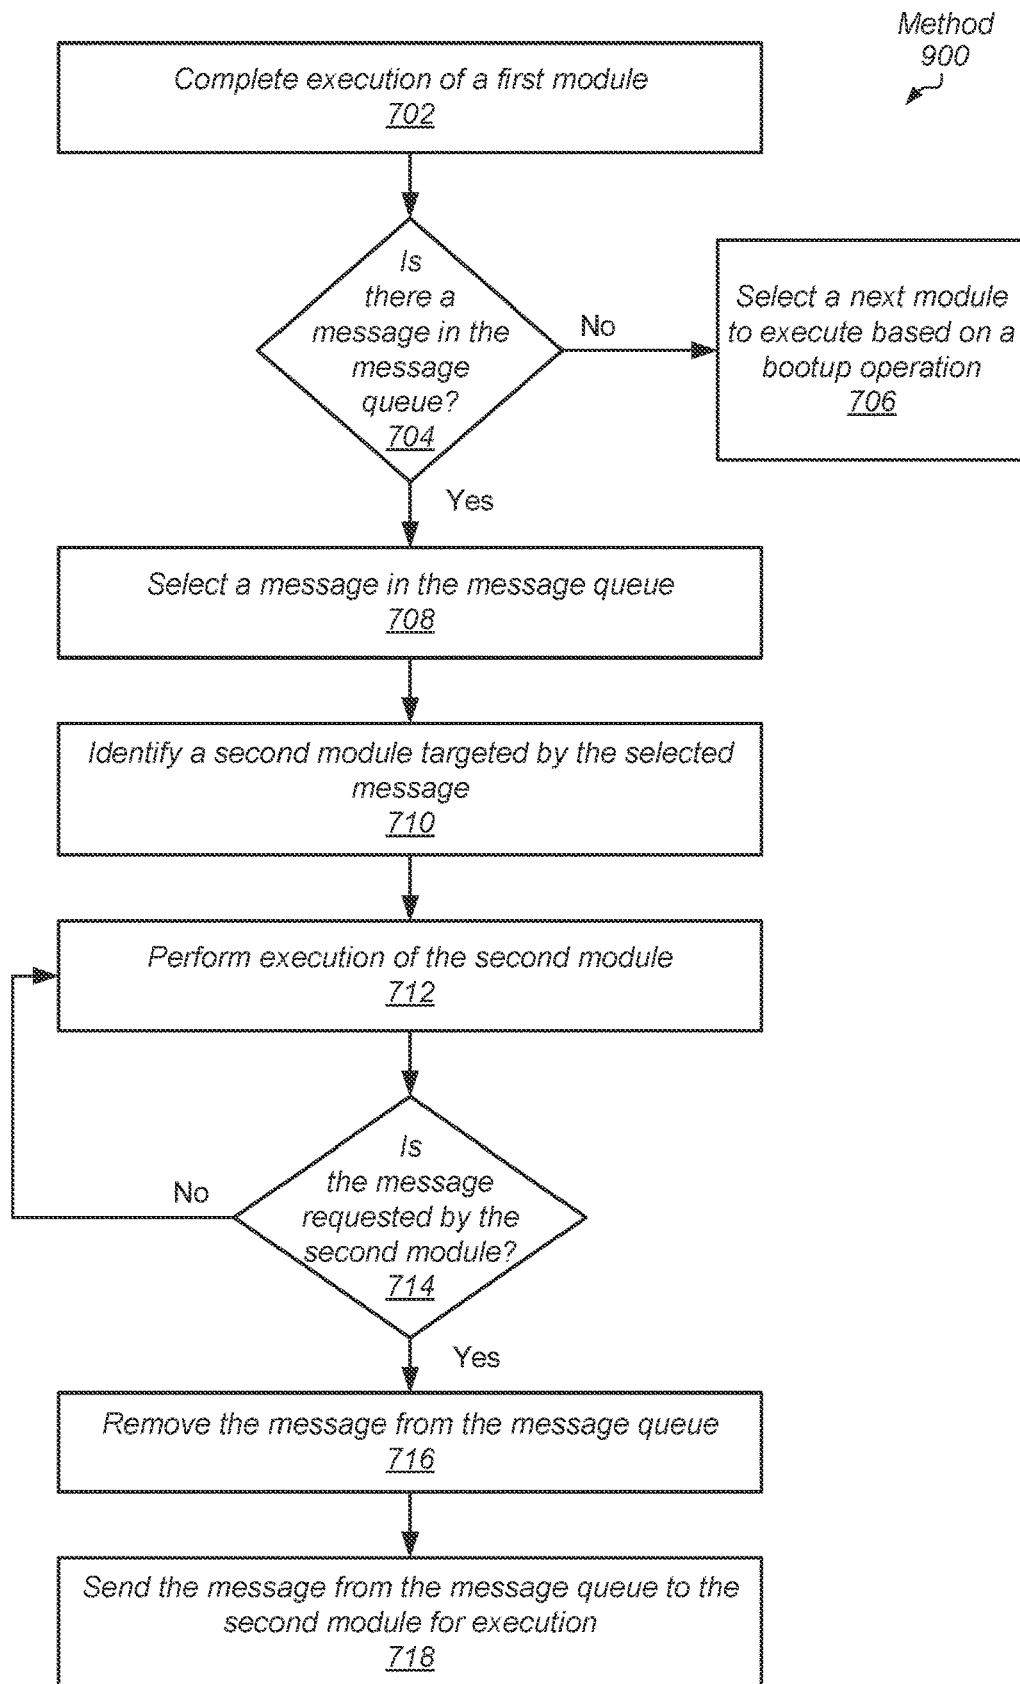 Method
900
Complete execution of a first module
702
Is
there a
message in the
message
queue?
704
No
Select a next module
to execute based on a
bootup operation
706
Yes
Select a message in the message queue
708
Identify a second module targeted by the selected
message
710
Perform execution of the second module
712
Is
the message
requested by the
second module?
714
No
Yes
Remove the message from the message queue
716
Send the message from the message queue to the
second module for execution
718